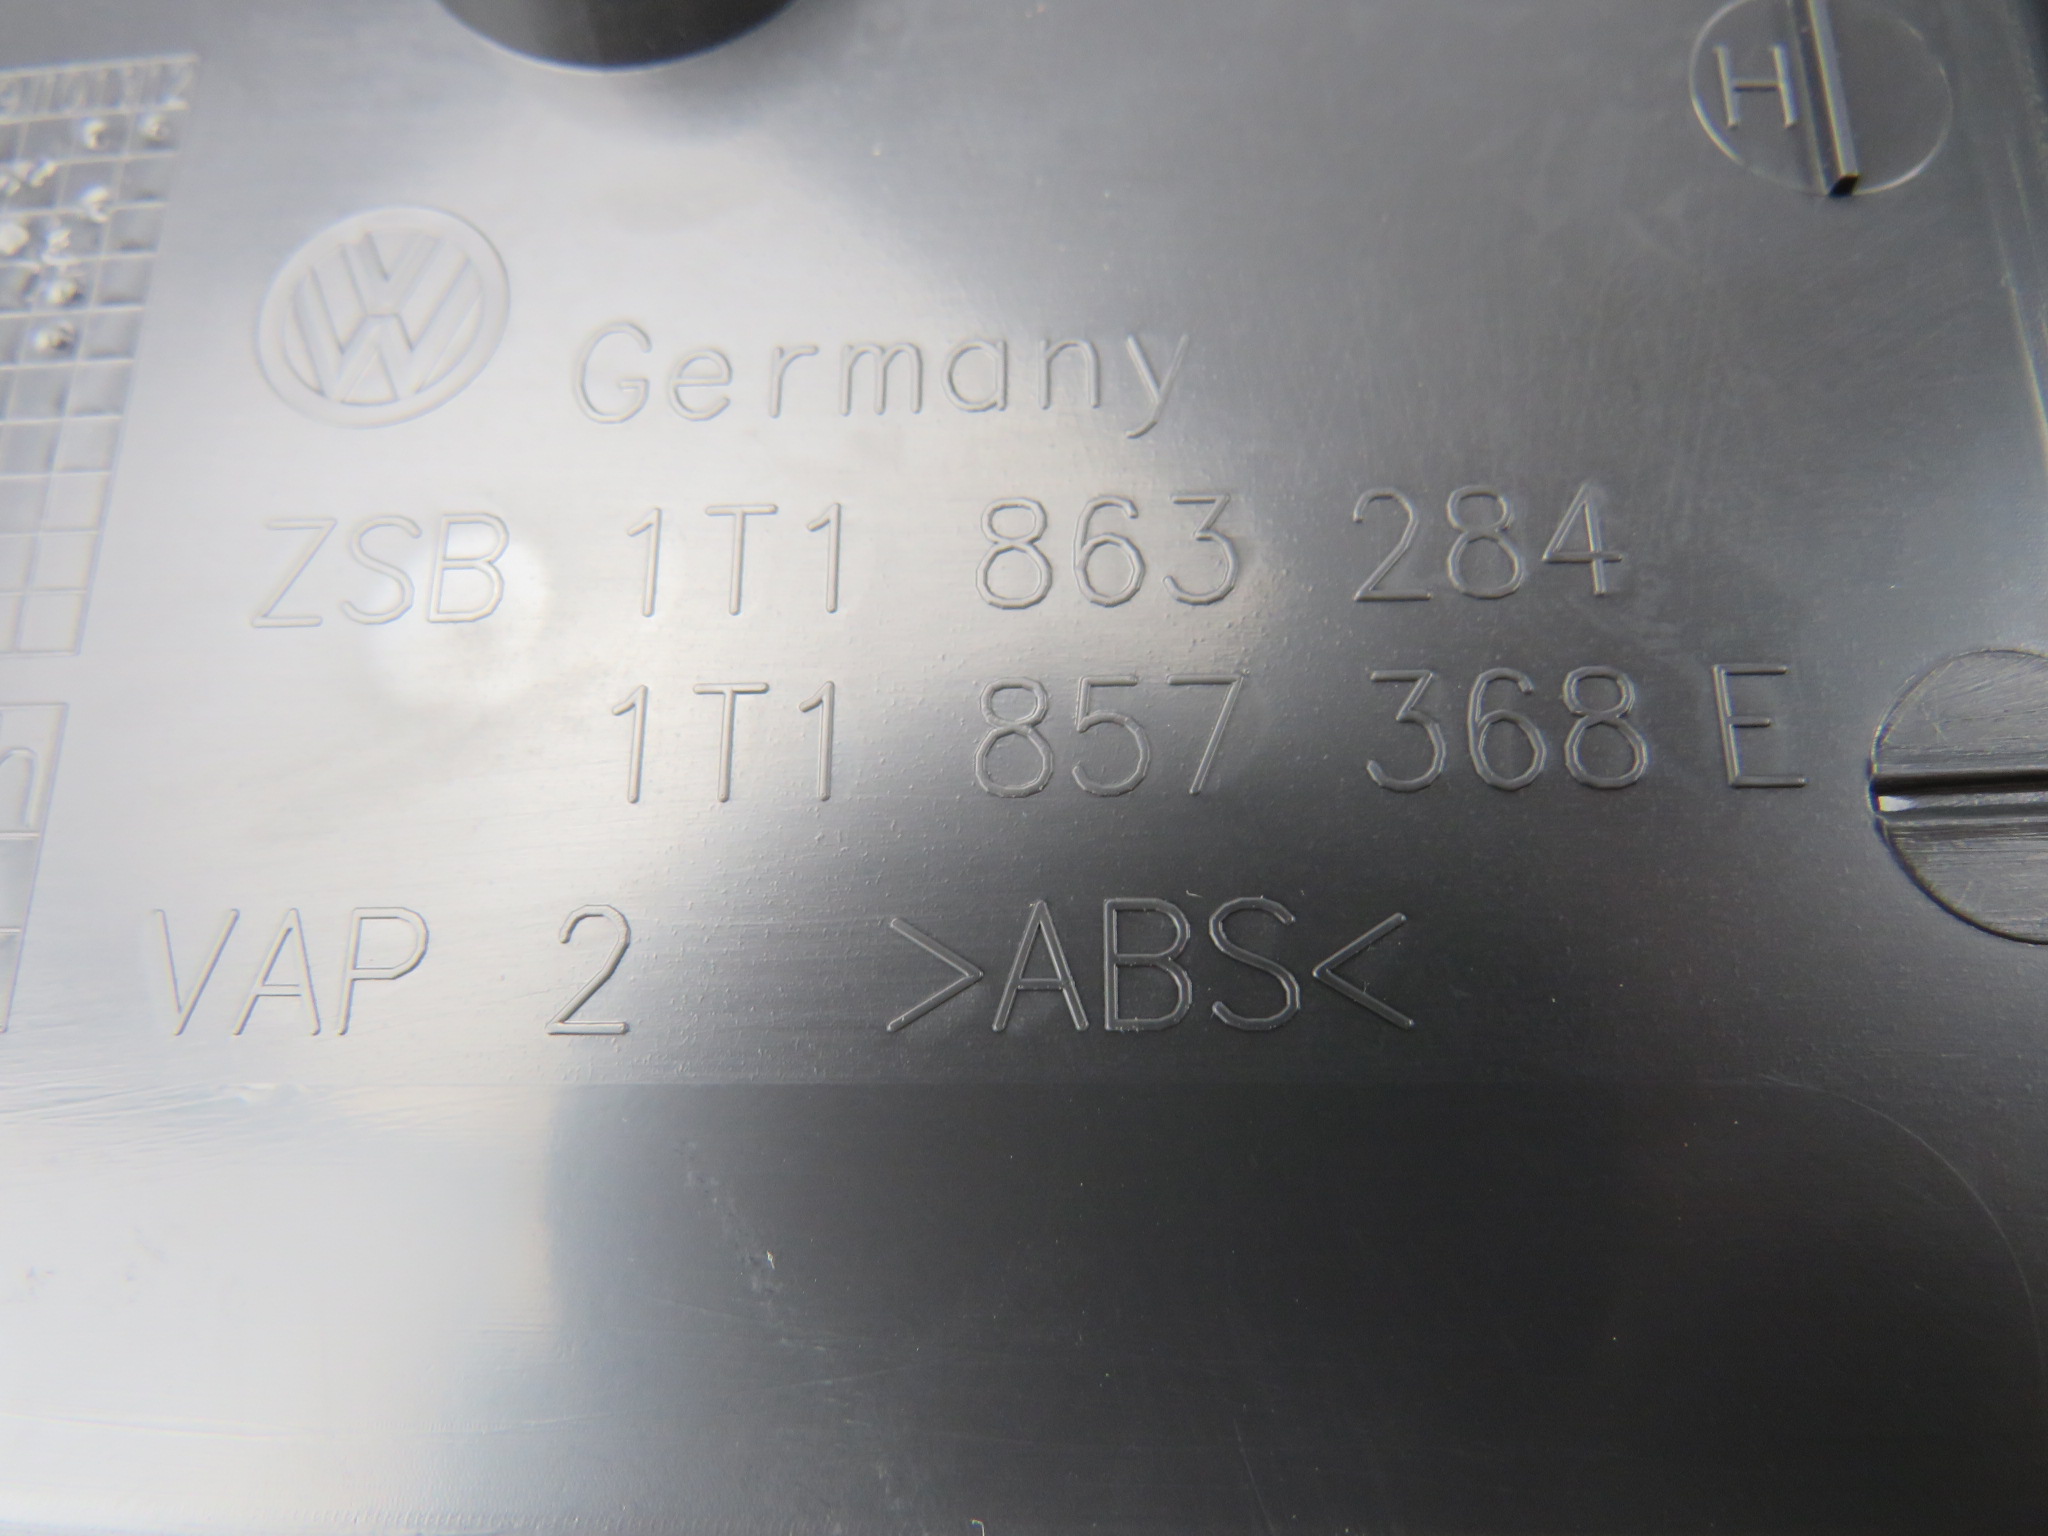 H
Germany
ZSB 1T1 863 284
1T1 857 368 E
VAP 2 >ABS<